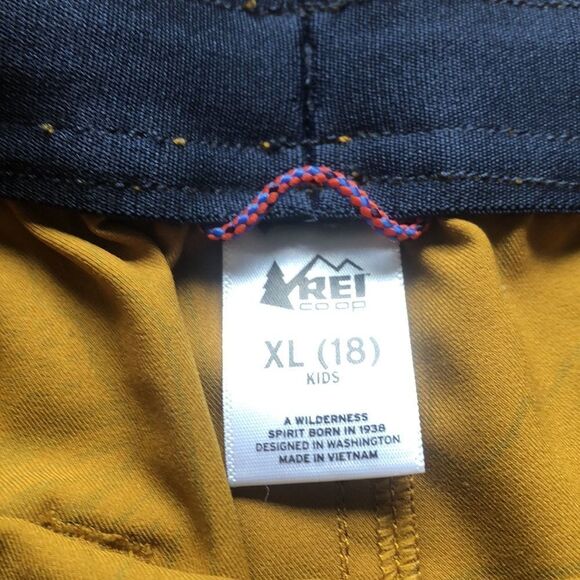 REI
co·op
XL (18)
KIDS
A WILDERNESS
SPIRIT BORN IN 1938
DESIGNED IN WASHINGTON
MADE IN VIETNAM